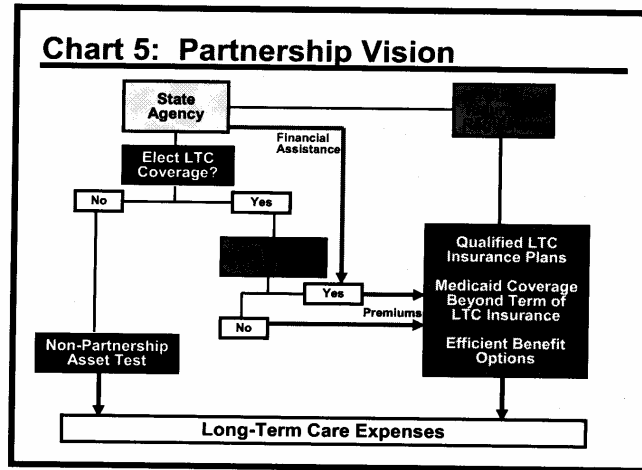 Chart 5: Partnership Vision
State
Agency
Financial
Assistance
Elect LTC
Coverage?
No
Yes
Qualified LTC
Insurance Plans
Medicaid Coverage
Beyond Term of
LTC Insurance
Efficient Benefit
Options
Yes
Premiums
No
Non-Partnership
Asset Test
Long-Term Care Expenses